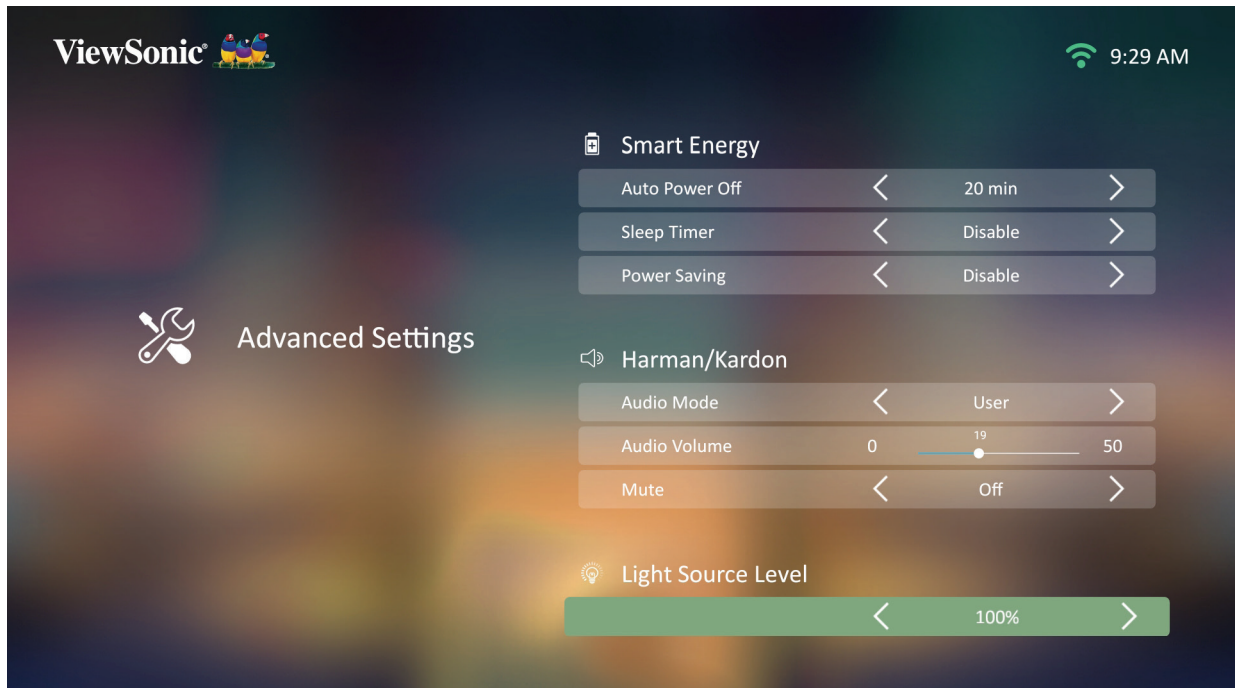 ViewSonic®
9:29 AM
Smart Energy
Auto Power Off 20 min
Sleep Timer Disable
Power Saving Disable
Advanced Settings
Harman/Kardon
Audio Mode User
Audio Volume 0 19 50
Mute Off
Light Source Level
100%